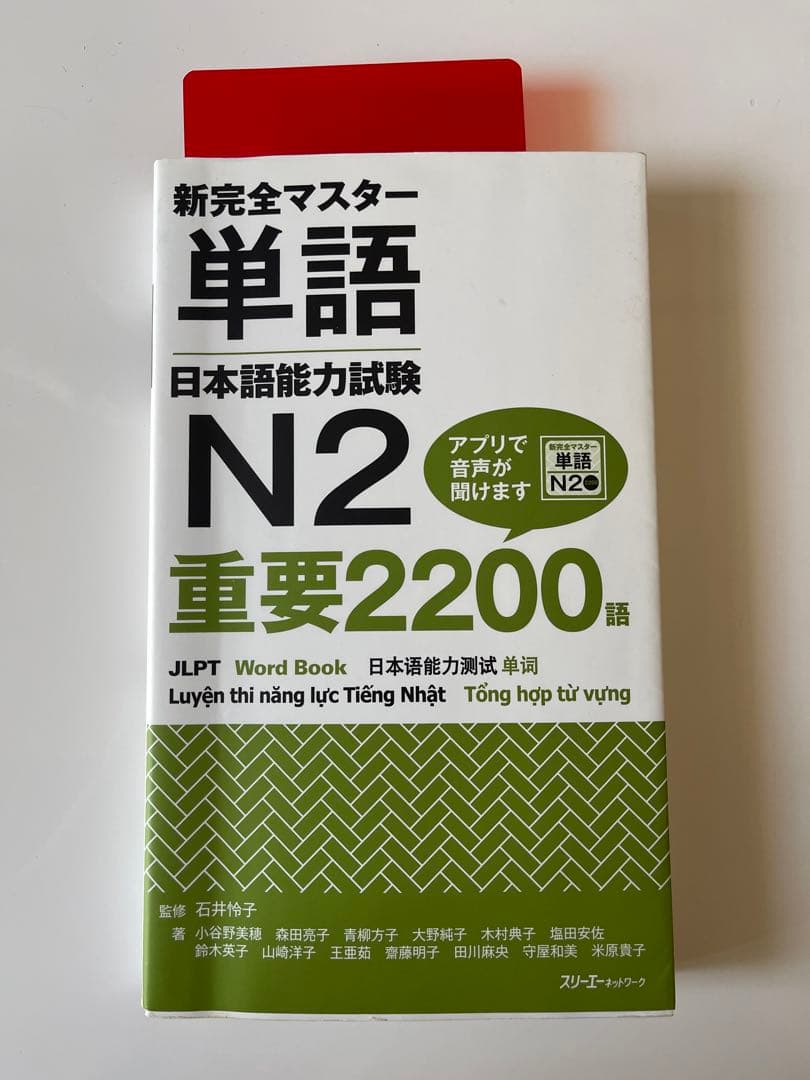 新完全マスター
単語
日本語能力試験
N2
アプリで
音声が
聞けます
新完全マスター
単語
N2
重要2200語
JLPT Word Book 日本语能力测试 单词
Luyện thi năng lực Tiếng Nhật Tổng hợp từ vựng
監修 石井怜子
著 小谷野美穂 森田亮子 青柳方子 大野純子 木村典子 塩田安佐
鈴木英子 山崎洋子 王亜茹 齋藤明子 田川麻央 守屋和美 米原貴子
スリーエーネットワーク